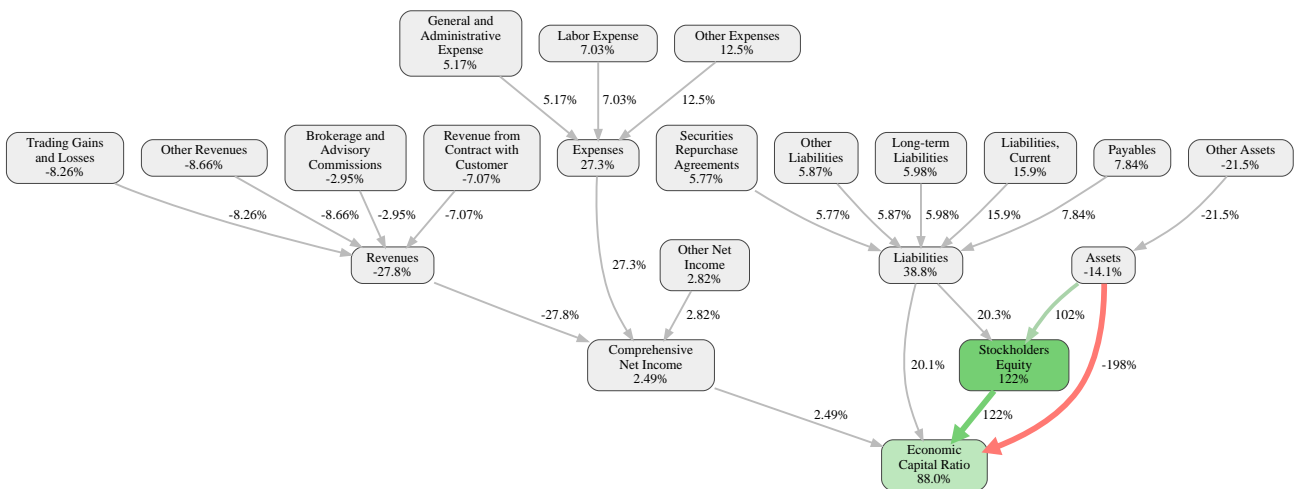 General and
Administrative
Expense
5.17%
Labor Expense
7.03%
Other Expenses
12.5%
5.17%
7.03%
12.5%
Trading Gains
and Losses
-8.26%
Other Revenues
-8.66%
Brokerage and
Advisory
Commissions
-2.95%
Revenue from
Contract with
Customer
-7.07%
Expenses
27.3%
Securities
Repurchase
Agreements
5.77%
Other
Liabilities
5.87%
Long-term
Liabilities
5.98%
Liabilities,
Current
15.9%
Payables
7.84%
Other Assets
-21.5%
-8.26%
-8.66%
-2.95%
-7.07%
5.77%
5.87%
5.98%
15.9%
7.84%
-21.5%
Revenues
-27.8%
27.3%
Other Net
Income
2.82%
Liabilities
38.8%
Assets
-14.1%
-27.8%
2.82%
20.3%
102%
Comprehensive
Net Income
2.49%
20.1%
Stockholders
Equity
122%
-198%
2.49%
122%
Economic
Capital Ratio
88.0%